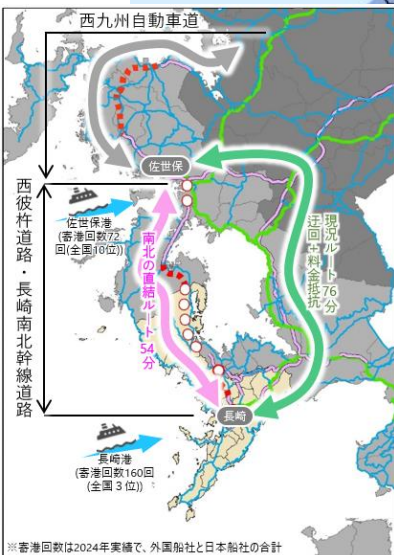 西九州自動車道
佐世保
西彼杵道路・長崎南北幹線道路
佐世保港
(寄港回数72
回(全国10位))
南北の直結ルート54分
現況ルート76分
迂回＋料金抵抗
長崎
長崎港
(寄港回数160回
(全国３位))
※寄港回数は2024年実績で、外国船社と日本船社の合計